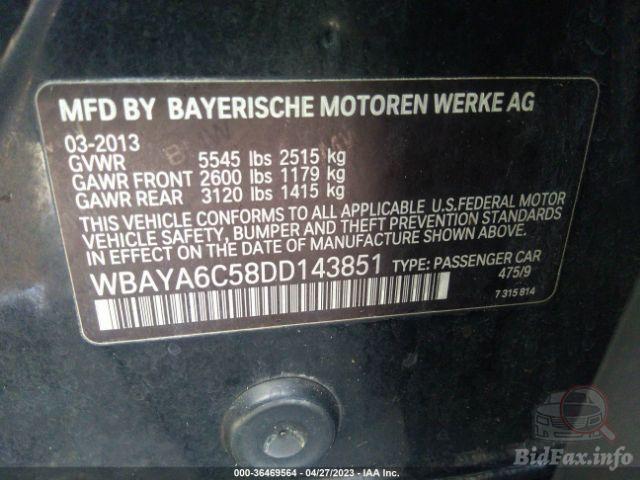 MFD BY BAYERISCHE MOTOREN WERKE AG
03-2013
GVWR 5545 lbs 2515 kg
GAWR FRONT 2600 lbs 1179 kg
GAWR REAR 3120 lbs 1415 kg
THIS VEHICLE CONFORMS TO ALL APPLICABLE U.S.FEDERAL MOTOR
VEHICLE SAFETY, BUMPER AND THEFT PREVENTION STANDARDS
IN EFFECT ON THE DATE OF MANUFACTURE SHOWN ABOVE.
WBAYA6C58DD143851 TYPE: PASSENGER CAR
475/9
7 315 814
BidFax.info
000-36469564 - 04/27/2023 - IAA Inc.